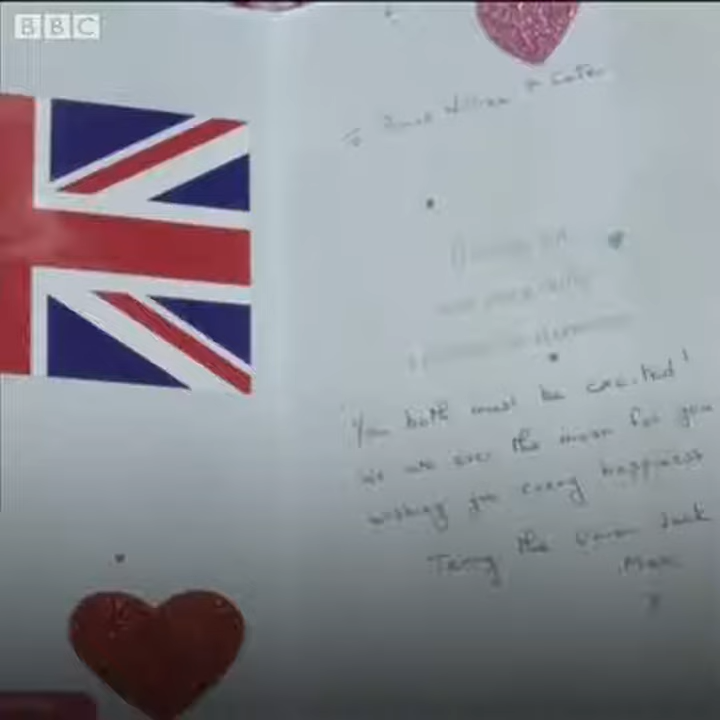 BBC
To Prince William & Cate
You both must be excited!
We are over the moon for you
wishing you every happiness
Terry the Union Jack
Man
x